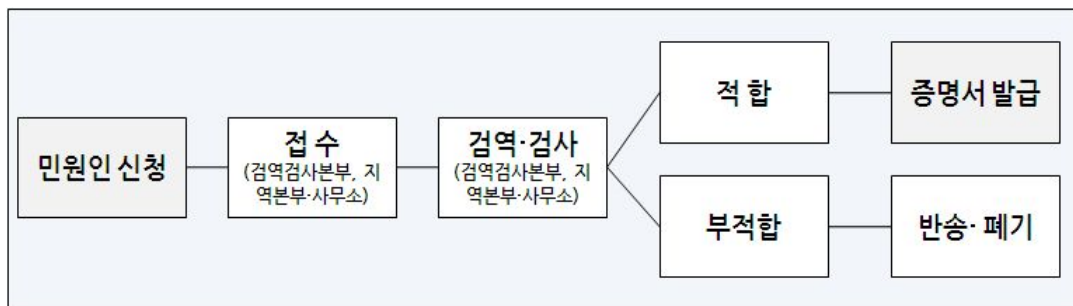 민원인 신청
접 수
(검역검사본부, 지
역본부·사무소)
검역·검사
(검역검사본부, 지
역본부·사무소)
적 합
증명서 발급
부적합
반송· 폐기